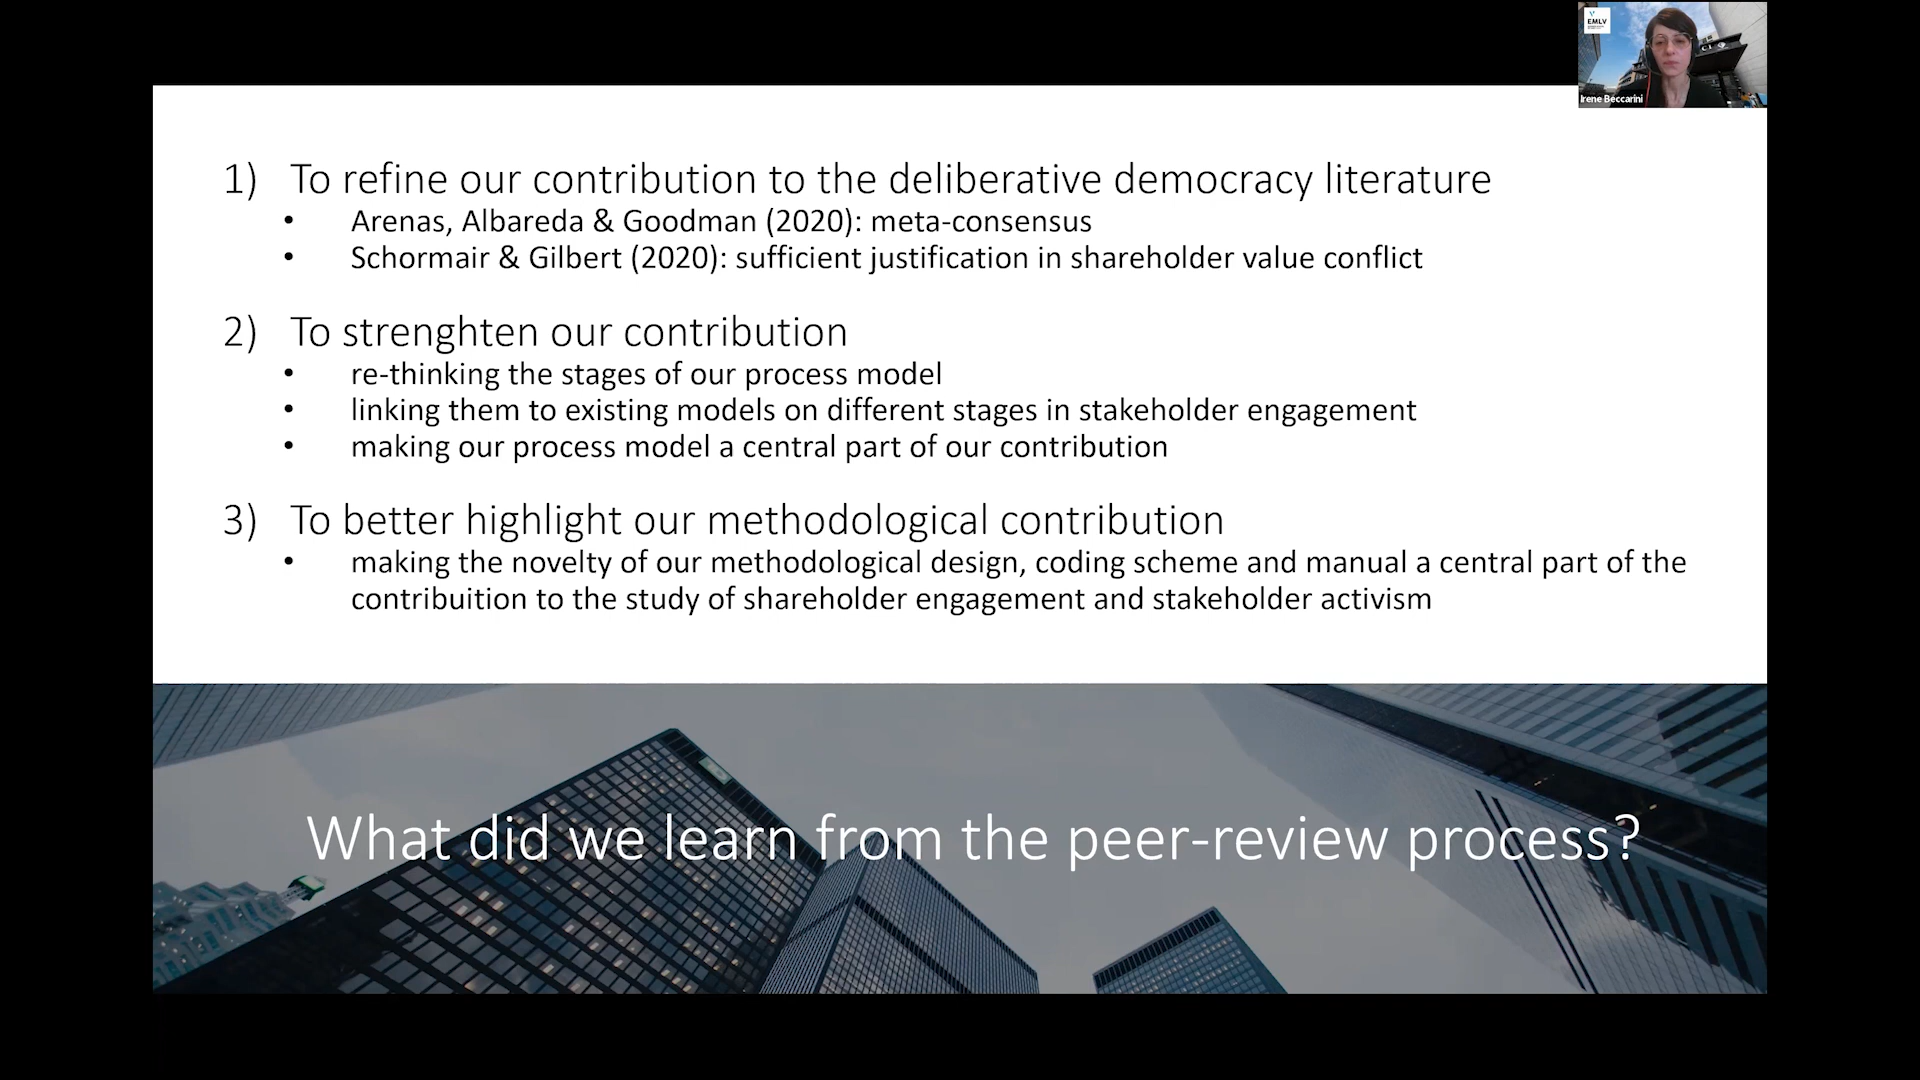 EMLV
CI
Irene Beccarini
1) To refine our contribution to the deliberative democracy literature
• Arenas, Albareda & Goodman (2020): meta-consensus
• Schormair & Gilbert (2020): sufficient justification in shareholder value conflict
2) To strenghten our contribution
• re-thinking the stages of our process model
• linking them to existing models on different stages in stakeholder engagement
• making our process model a central part of our contribution
3) To better highlight our methodological contribution
• making the novelty of our methodological design, coding scheme and manual a central part of the
contribuition to the study of shareholder engagement and stakeholder activism
What did we learn from the peer-review process?